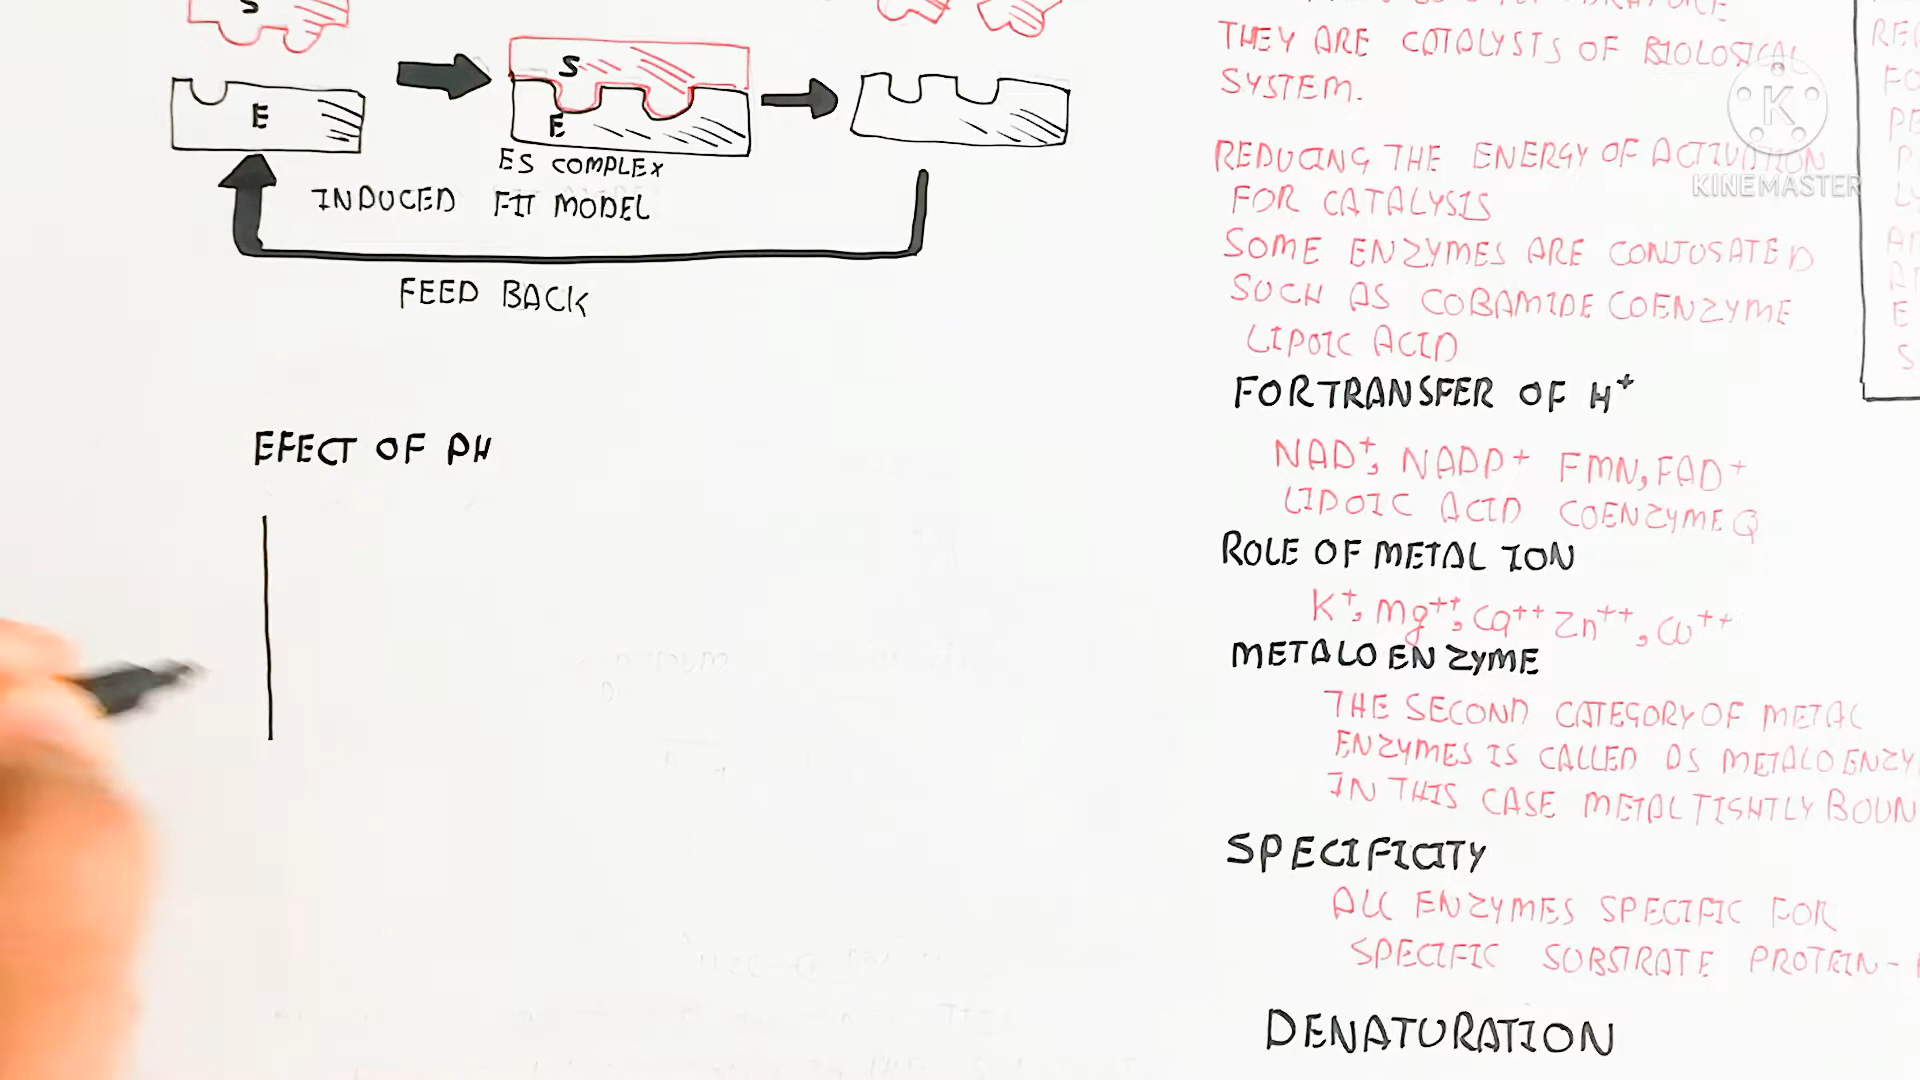 S
E
S
E
ES COMPLEX
INDUCED FIT MODEL
FEED BACK
EFECT OF PH
THEY ARE CATALYSTS OF BIOLOGICAL
SYSTEM.
REDUCING THE ENERGY OF ACTIVATION
FOR CATALYSIS
SOME ENZYMES ARE CONJUGATED
SUCH AS COBAMIDE COENZYME
LIPOIC ACID
FOR TRANSFER OF H+
NAD+, NADP+ FMN, FAD+
LIPOIC ACID COENZYME Q
ROLE OF METAL ION
K+, Mg++, Ca++ Zn++, Cu++
METALO ENZYME
THE SECOND CATEGORY OF METAL
ENZYMES IS CALLED AS METALO ENZY
IN THIS CASE METAL TIGHTLY BOUN
SPECIFICITY
ALL ENZYMES SPECIFIC FOR
SPECIFIC SUBSTRATE PROTEIN-
DENATURATION
K
KINEMASTER